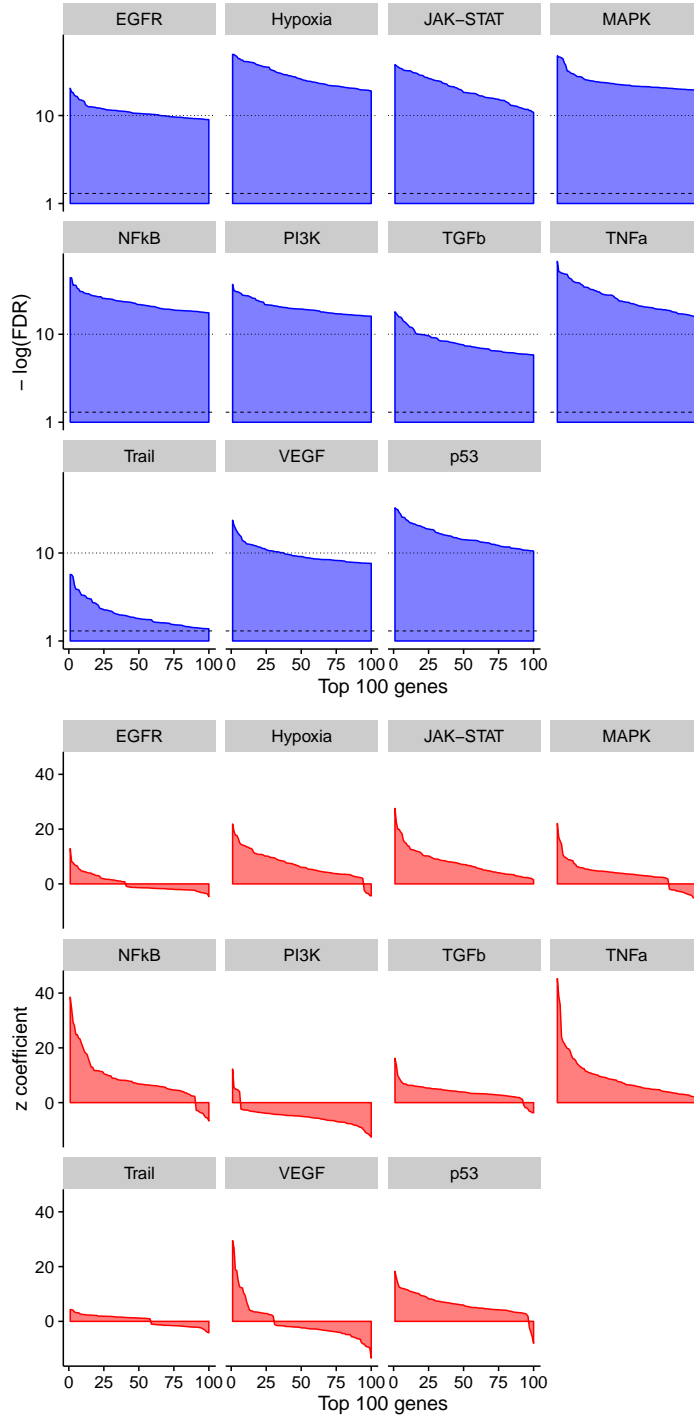 EGFR Hypoxia JAK−STAT MAPK
10
1
NFkB PI3K TGFb TNFa
10
1
− log(FDR)
Trail VEGF p53
10
1
0 25 50 75 100 0 25 50 75 100 0 25 50 75 100
Top 100 genes
EGFR Hypoxia JAK−STAT MAPK
40
20
0
NFkB PI3K TGFb TNFa
40
20
0
z coefficient
Trail VEGF p53
40
20
0
0 25 50 75 100 0 25 50 75 100 0 25 50 75 100
Top 100 genes